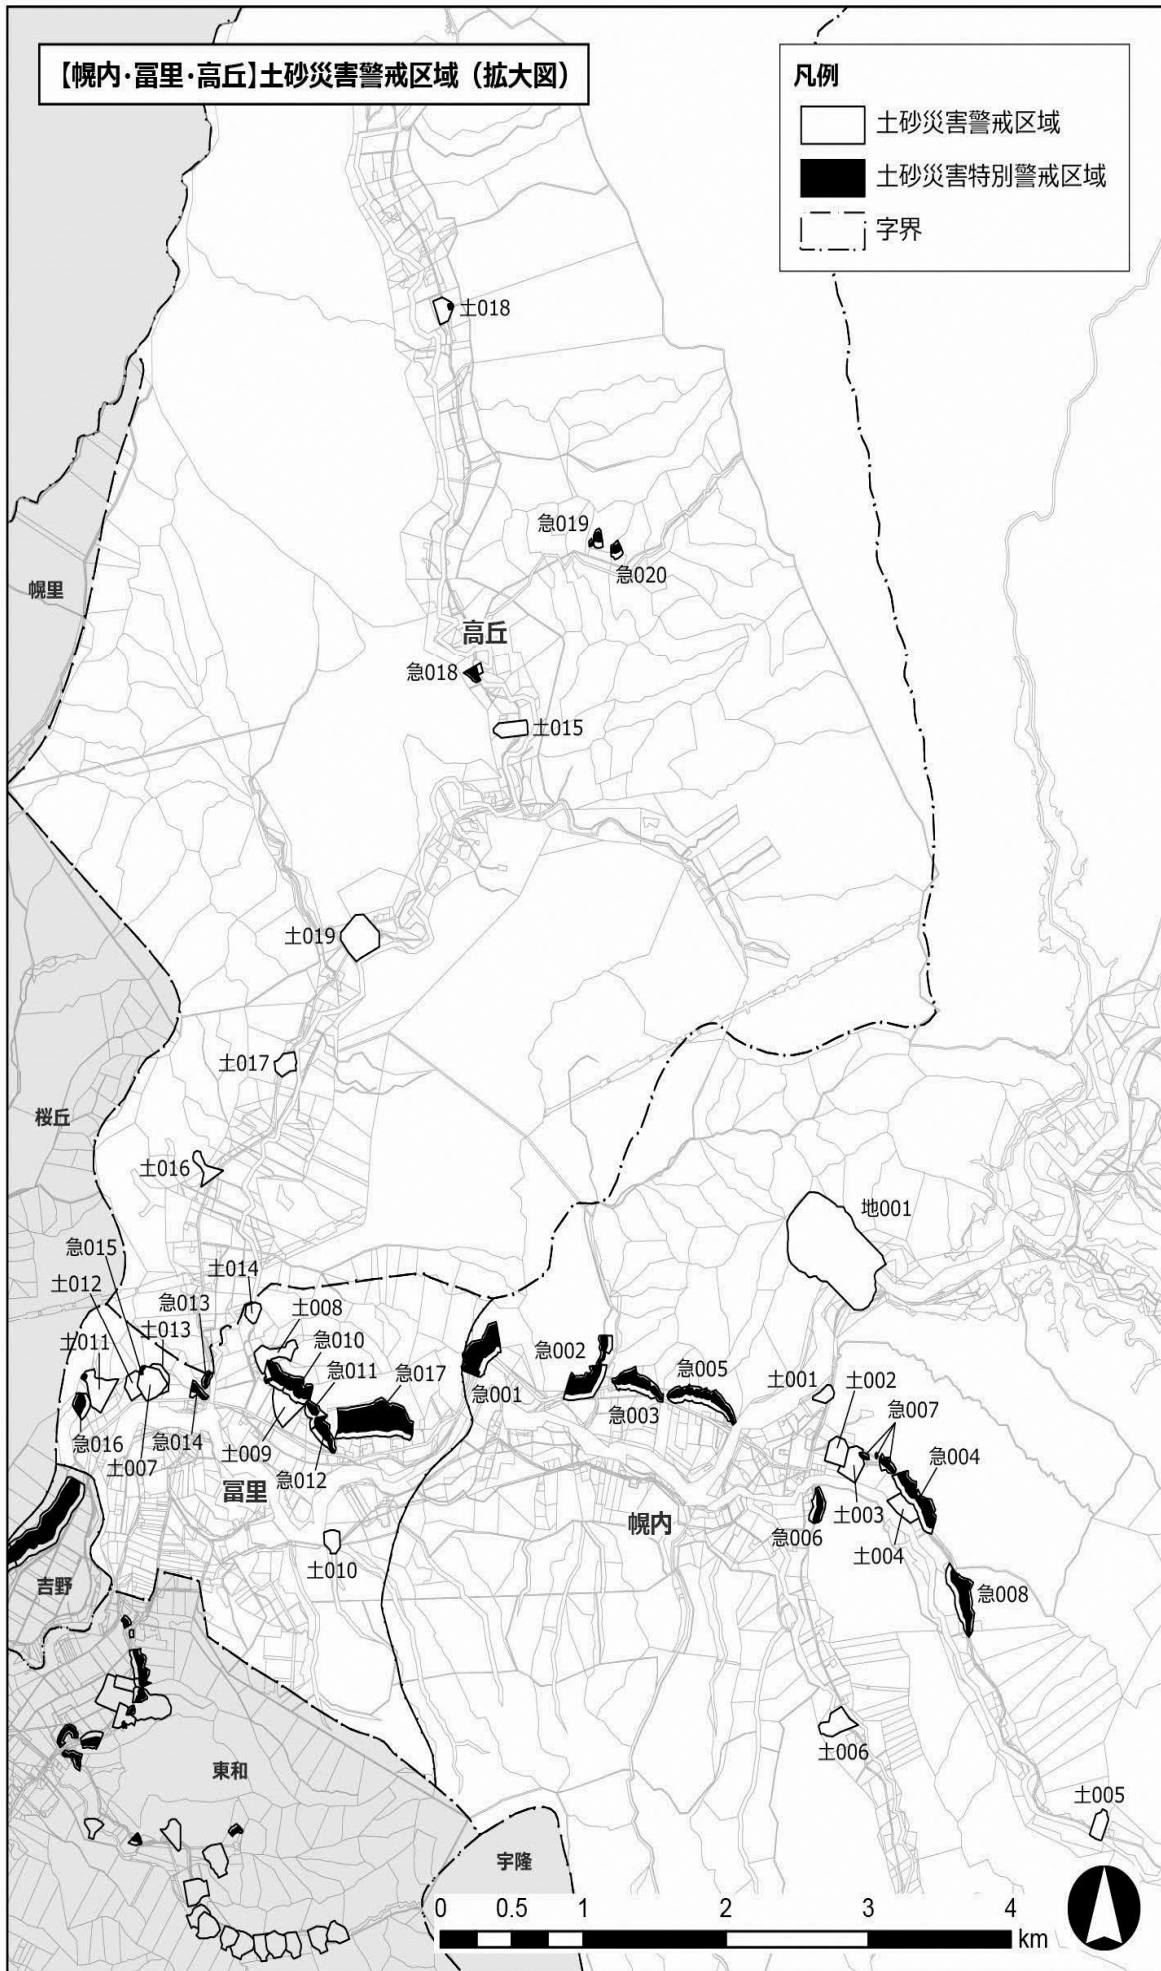 【幌内・冨里・高丘】土砂災害警戒区域（拡大図）
凡例
土砂災害警戒区域
土砂災害特別警戒区域
字界
土018
急019
急020
幌里
高丘
急018
土015
土019
土017
桜丘
土016
地001
急015
土014
土012
急013
土008
土011
土013
急010
急002
急011
急017
急005
土001
土002
急001
急003
急007
急016
急014
土009
急004
土007
急012
冨里
幌内
急006
土003
土004
土010
吉野
急008
土006
東和
土005
宇隆
0 0.5 1 2 3 4
km